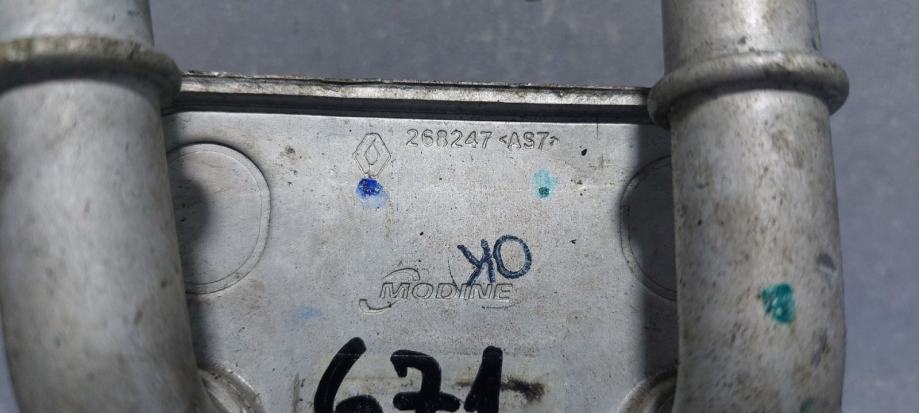 268247 <AS7>
OK
MODINE
671